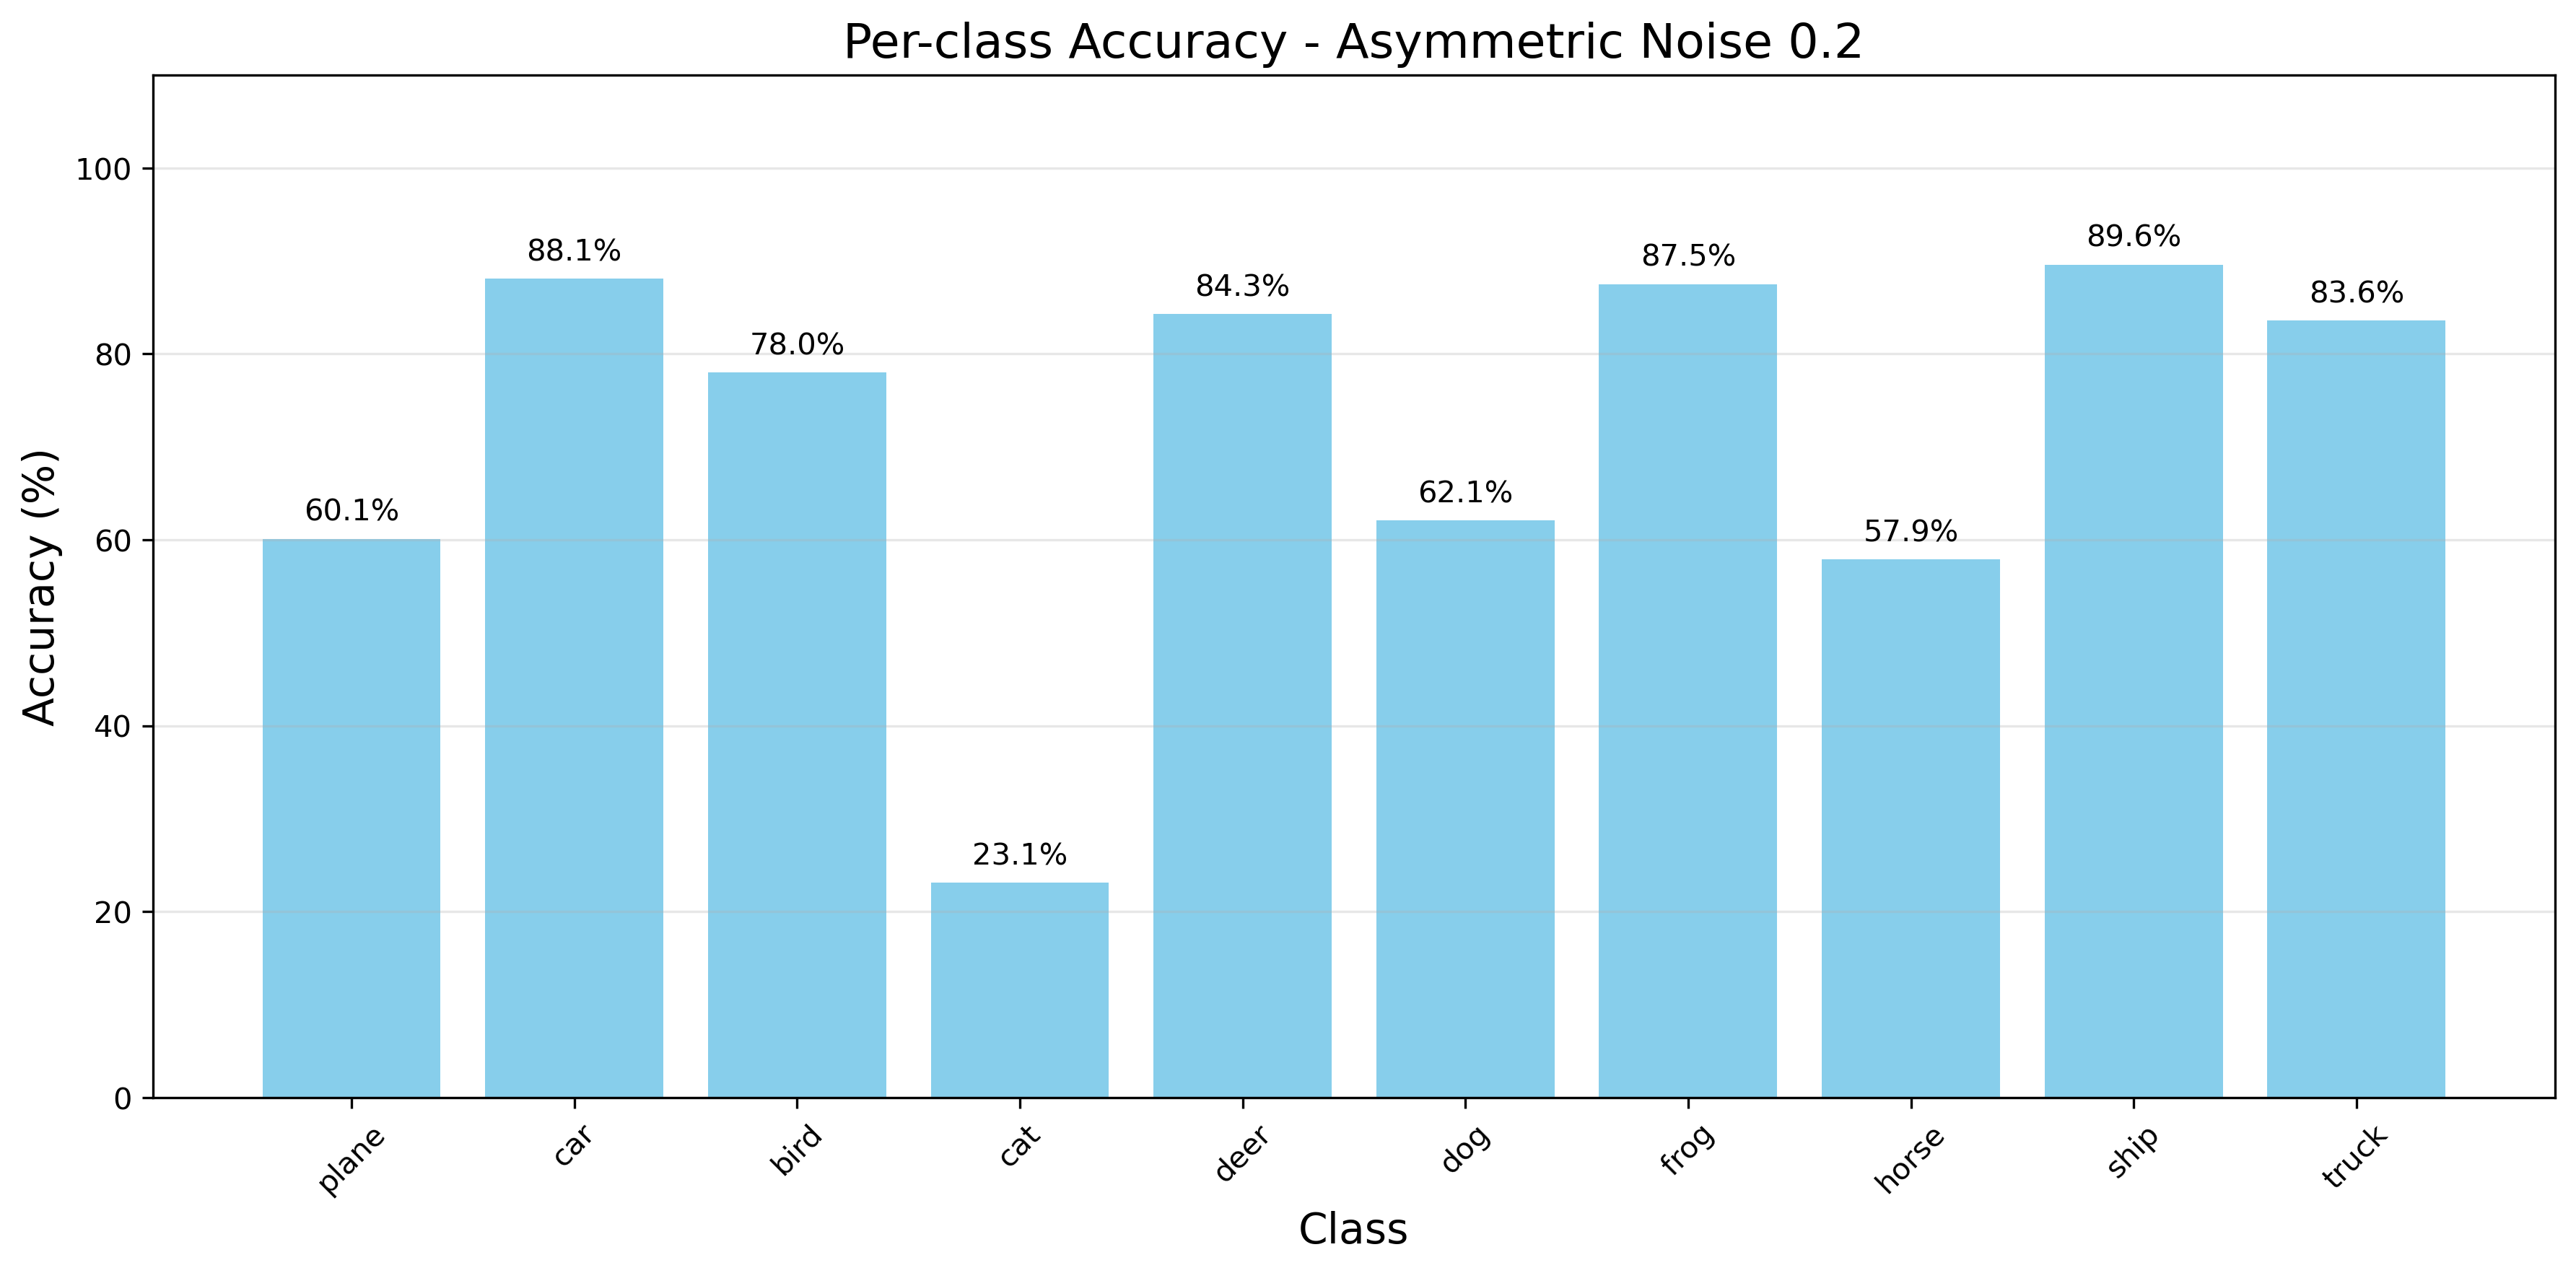 Per-class Accuracy - Asymmetric Noise 0.2
Accuracy (%)
100
80
60
40
20
0
60.1%
88.1%
78.0%
23.1%
84.3%
62.1%
87.5%
57.9%
89.6%
83.6%
plane
car
bird
cat
deer
dog
frog
horse
ship
truck
Class